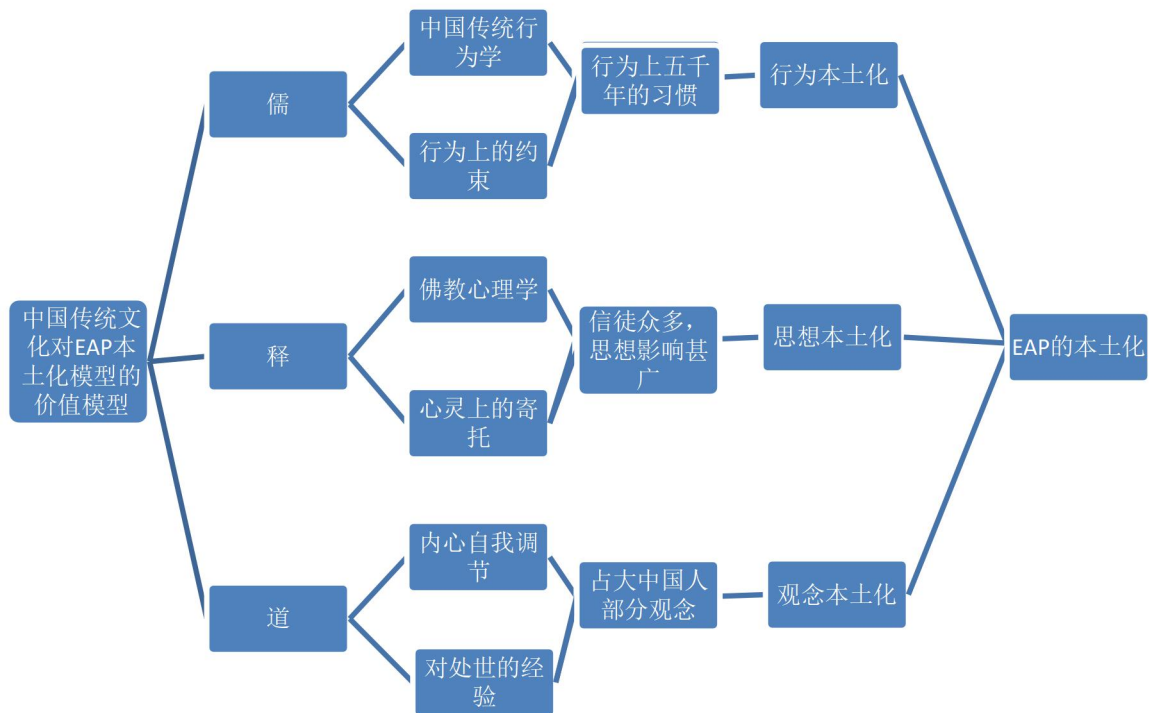 中国传统文
化对EAP本
土化模型的
价值模型
儒
中国传统行
为学
行为上的约
束
行为上五千
年的习惯
行为本土化
释
佛教心理学
心灵上的寄
托
信徒众多，
思想影响甚
广
思想本土化
道
内心自我调
节
对处世的经
验
占大中国人
部分观念
观念本土化
EAP的本土化